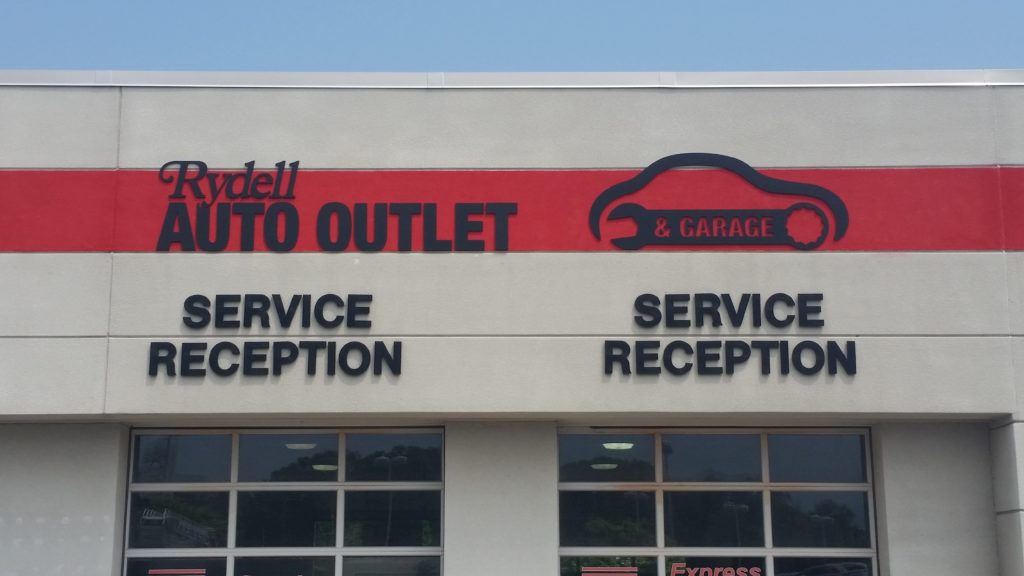 Rydell
AUTO OUTLET
& GARAGE
SERVICE
RECEPTION
SERVICE
RECEPTION
Express